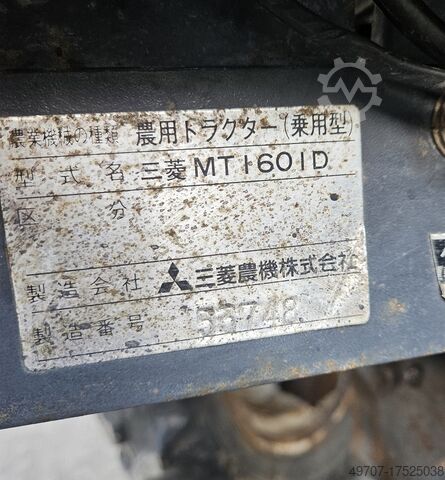 農業機械の種類 農用トラクター(乗用型)
型式名 三菱MT1601D
区分
製造会社 三菱農機株式会社
製造番号 55748
49707-17525038